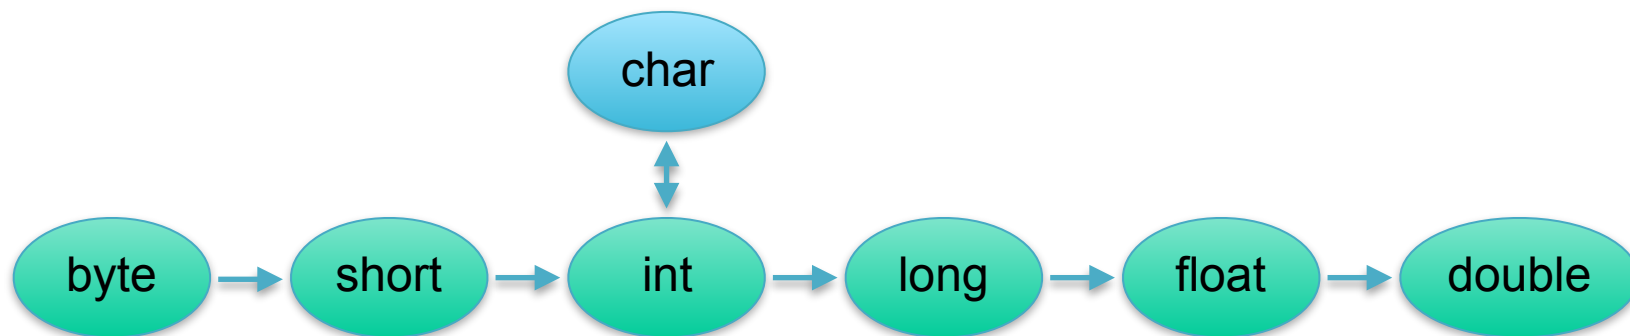 char
byte
short
int
long
float
double